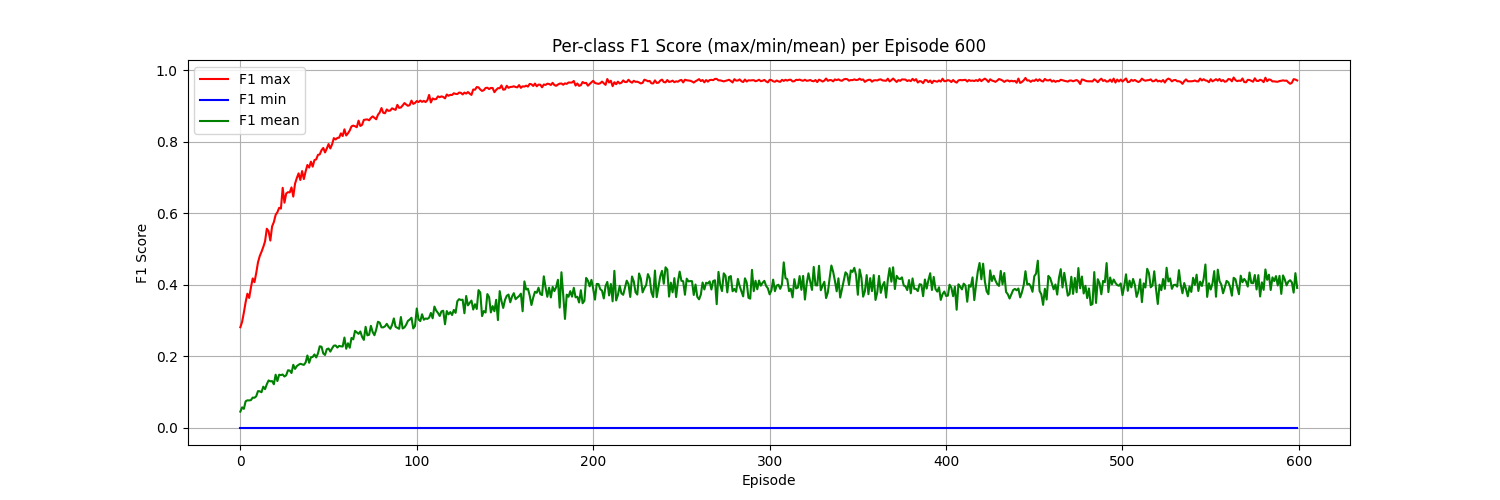 Per-class F1 Score (max/min/mean) per Episode 600
F1 max
F1 min
F1 mean
F1 Score
1.0
0.8
0.6
0.4
0.2
0.0
0 100 200 300 400 500 600
Episode